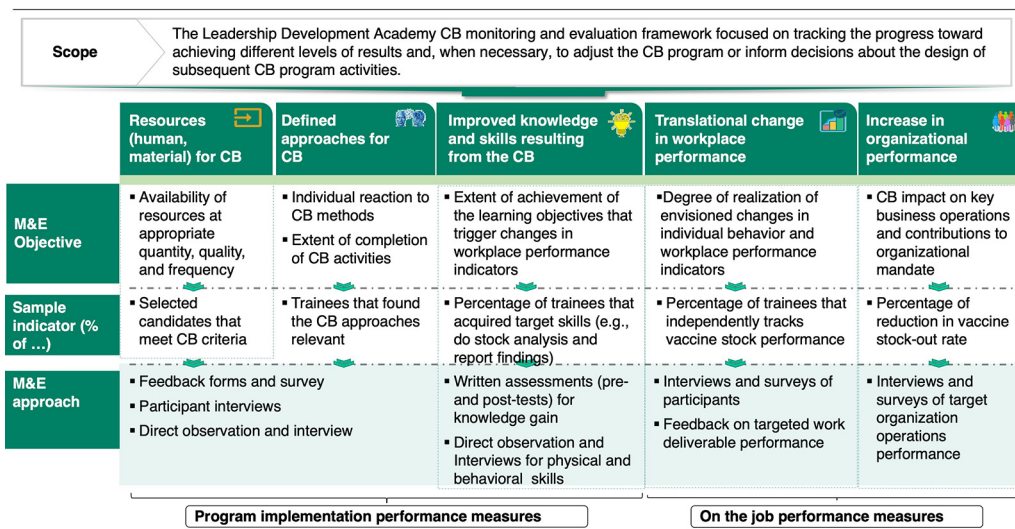 Scope
The Leadership Development Academy CB monitoring and evaluation framework focused on tracking the progress toward
achieving different levels of results and, when necessary, to adjust the CB program or inform decisions about the design of
subsequent CB program activities.
Resources
(human,
material) for CB
Defined
approaches for
CB
Improved knowledge
and skills resulting
from the CB
Translational change
in workplace
performance
Increase in
organizational
performance
M&E
Objective
▪ Availability of
resources at
appropriate
quantity, quality,
and frequency
▪ Individual reaction to
CB methods
▪ Extent of completion
of CB activities
▪ Extent of achievement of
the learning objectives that
trigger changes in
workplace performance
indicators
▪Degree of realization of
envisioned changes in
individual behavior and
workplace performance
indicators
▪ CB impact on key
business operations
and contributions to
organizational
mandate
Sample
indicator (%
of …)
▪ Selected
candidates that
meet CB criteria
▪ Trainees that found
the CB approaches
relevant
▪ Percentage of trainees that
acquired target skills (e.g.,
do stock analysis and
report findings)
▪ Percentage of trainees that
independently tracks
vaccine stock performance
▪ Percentage of
reduction in vaccine
stock-out rate
M&E
approach
▪ Feedback forms and survey
▪ Participant interviews
▪ Direct observation and interview
▪ Written assessments (pre-
and post-tests) for
knowledge gain
▪ Direct observation and
Interviews for physical and
behavioral skills
▪ Interviews and surveys of
participants
▪ Feedback on targeted work
deliverable performance
▪ Interviews and
surveys of target
organization
operations
performance
Program implementation performance measures
On the job performance measures